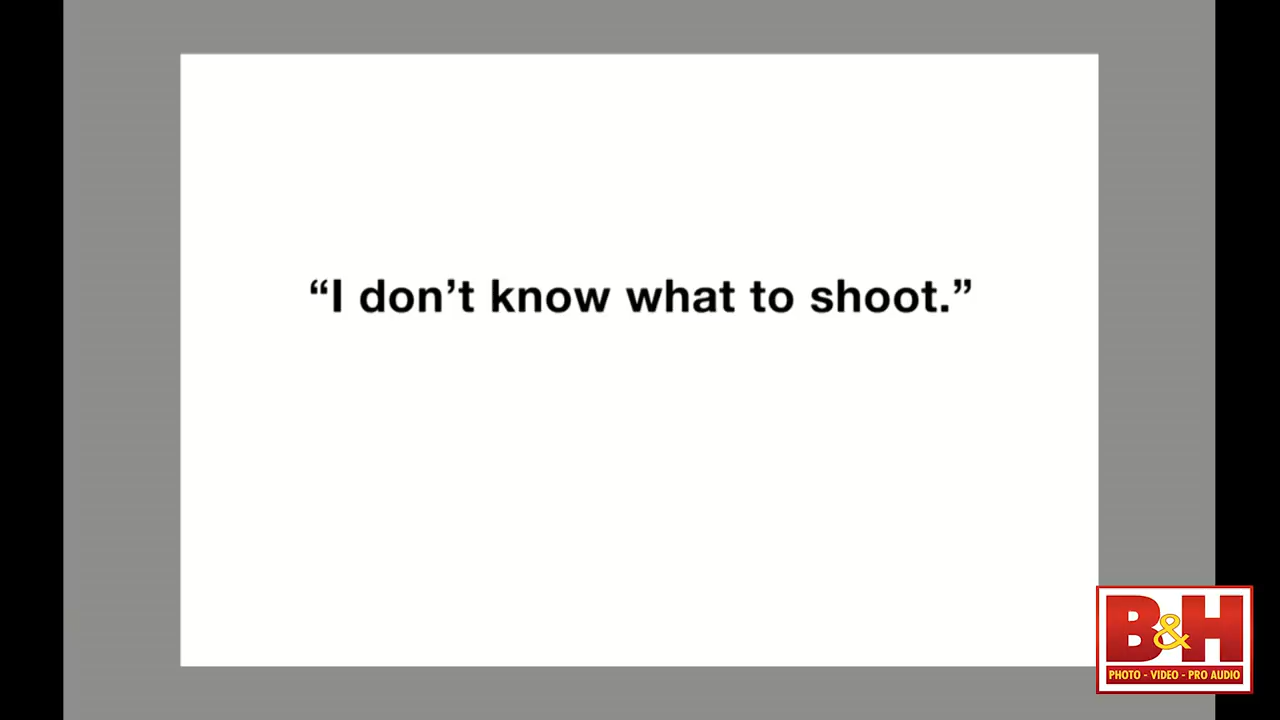 “I don’t know what to shoot.”
B&H
PHOTO - VIDEO - PRO AUDIO